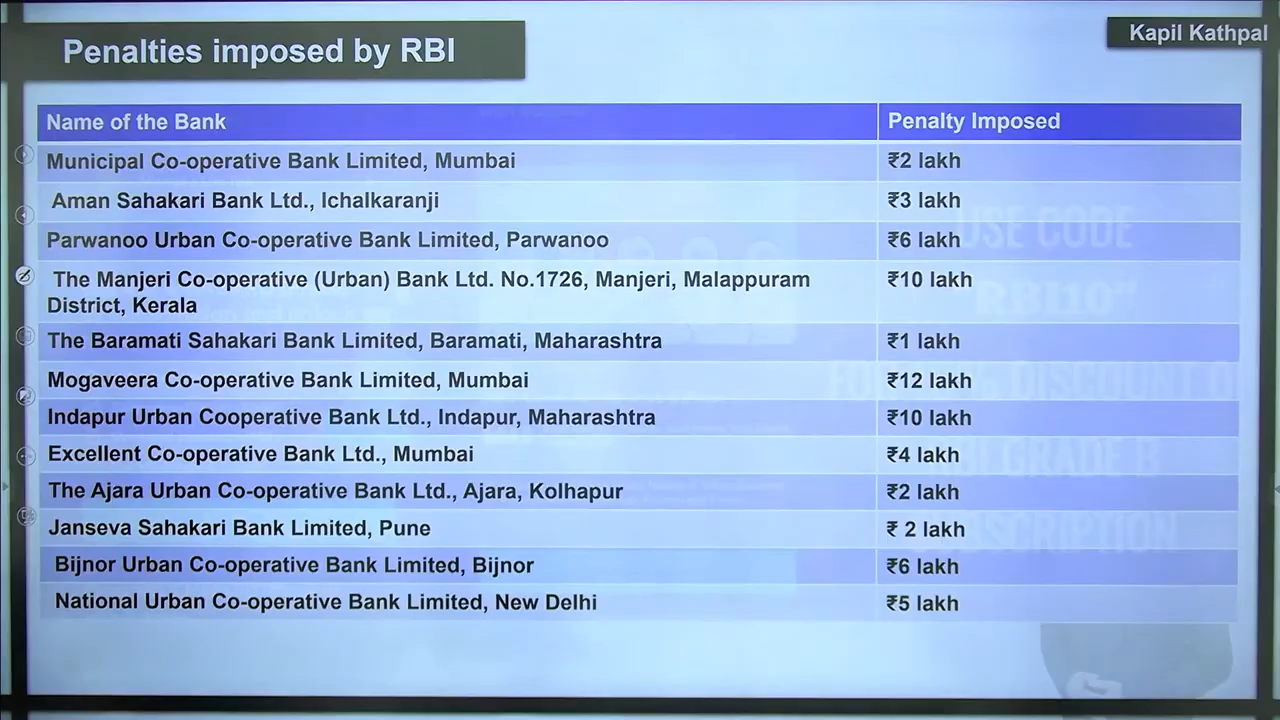 Penalties imposed by RBI
Kapil Kathpal
Name of the Bank Penalty Imposed
Municipal Co-operative Bank Limited, Mumbai ₹2 lakh
Aman Sahakari Bank Ltd., Ichalkaranji ₹3 lakh
Parwanoo Urban Co-operative Bank Limited, Parwanoo ₹6 lakh
The Manjeri Co-operative (Urban) Bank Ltd. No.1726, Manjeri, Malappuram ₹10 lakh
District, Kerala
The Baramati Sahakari Bank Limited, Baramati, Maharashtra ₹1 lakh
Mogaveera Co-operative Bank Limited, Mumbai ₹12 lakh
Indapur Urban Cooperative Bank Ltd., Indapur, Maharashtra ₹10 lakh
Excellent Co-operative Bank Ltd., Mumbai ₹4 lakh
The Ajara Urban Co-operative Bank Ltd., Ajara, Kolhapur ₹2 lakh
Janseva Sahakari Bank Limited, Pune ₹ 2 lakh
Bijnor Urban Co-operative Bank Limited, Bijnor ₹6 lakh
National Urban Co-operative Bank Limited, New Delhi ₹5 lakh
USE CODE
RBI10"
DISCOUNT
GRADE B